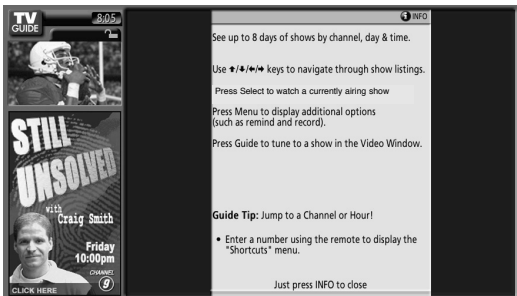 TV
GUIDE
8:05
STILL
UNSOLVED
with
Craig Smith
Friday
10:00pm
CHANNEL
9
CLICK HERE
i INFO
See up to 8 days of shows by channel, day & time.
Use ↑/↓/←/→ keys to navigate through show listings.
Press Select to watch a currently airing show
Press Menu to display additional options
(such as remind and record).
Press Guide to tune to a show in the Video Window.
Guide Tip: Jump to a Channel or Hour!
• Enter a number using the remote to display the
"Shortcuts" menu.
Just press INFO to close